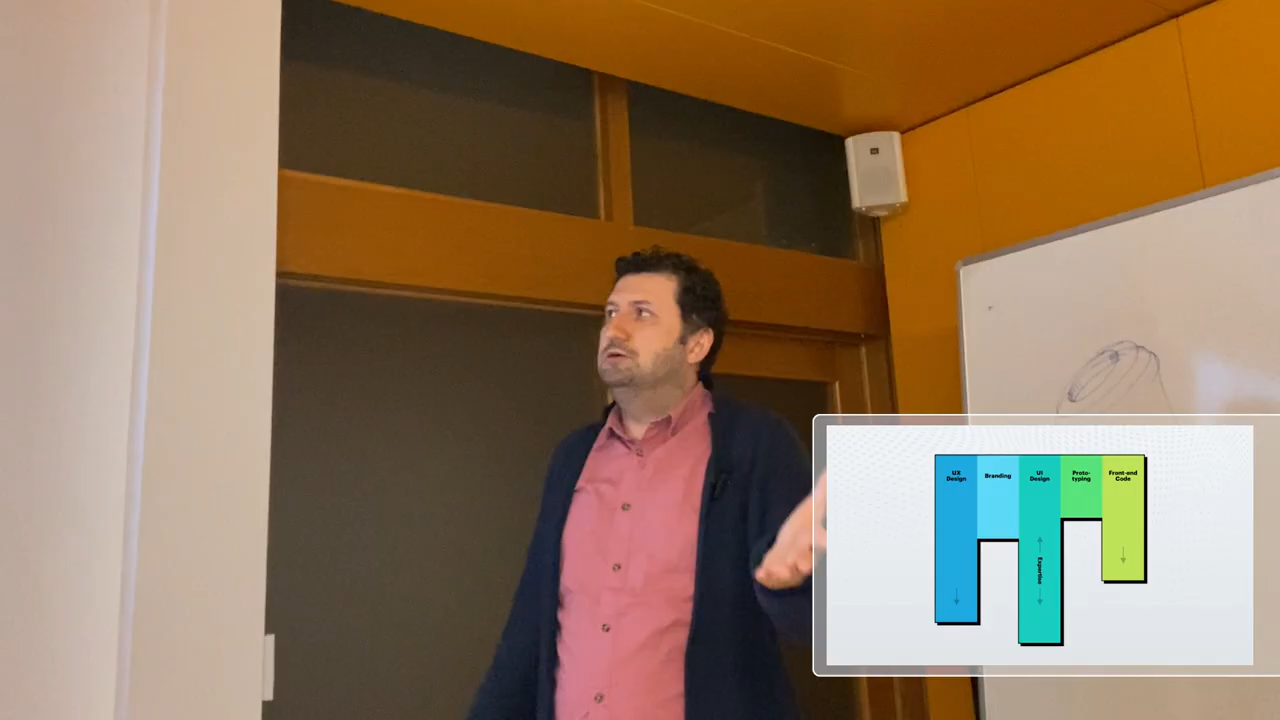 UX
Design
Branding
UI
Design
Proto-
typing
Front-end
Code
Expertise